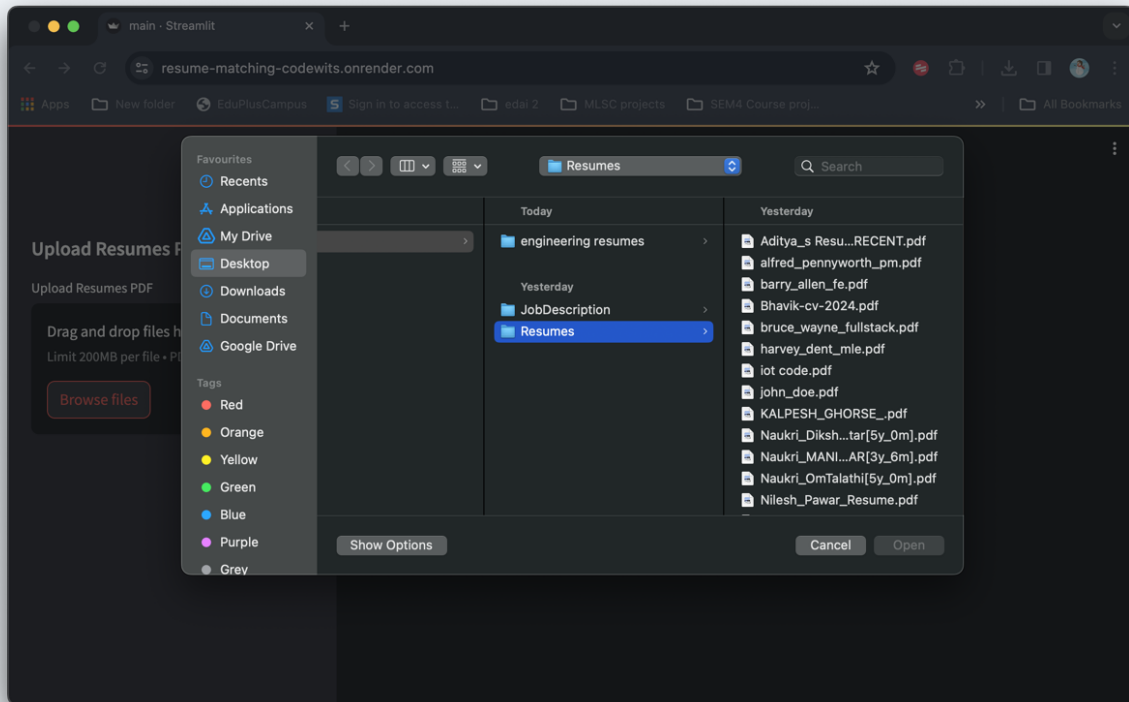 main · Streamlit
resume-matching-codewits.onrender.com
Apps
New folder
EduPlusCampus
S
Sign in to access t...
edai 2
MLSC projects
SEM4 Course proj...
All Bookmarks
Upload Resumes P
Upload Resumes PDF
Drag and drop files h
Limit 200MB per file • P
Browse files
Favourites
Recents
Applications
My Drive
Desktop
Downloads
Documents
Google Drive
Tags
Red
Orange
Yellow
Green
Blue
Purple
Grey
Resumes
Search
Today
engineering resumes
Yesterday
JobDescription
Resumes
Yesterday
Aditya_s Resu...RECENT.pdf
alfred_pennyworth_pm.pdf
barry_allen_fe.pdf
Bhavik-cv-2024.pdf
bruce_wayne_fullstack.pdf
harvey_dent_mle.pdf
iot code.pdf
john_doe.pdf
KALPESH_GHORSE_.pdf
Naukri_Diksh...tar[5y_0m].pdf
Naukri_MANI...AR[3y_6m].pdf
Naukri_OmTalathi[5y_0m].pdf
Nilesh_Pawar_Resume.pdf
Show Options
Cancel
Open